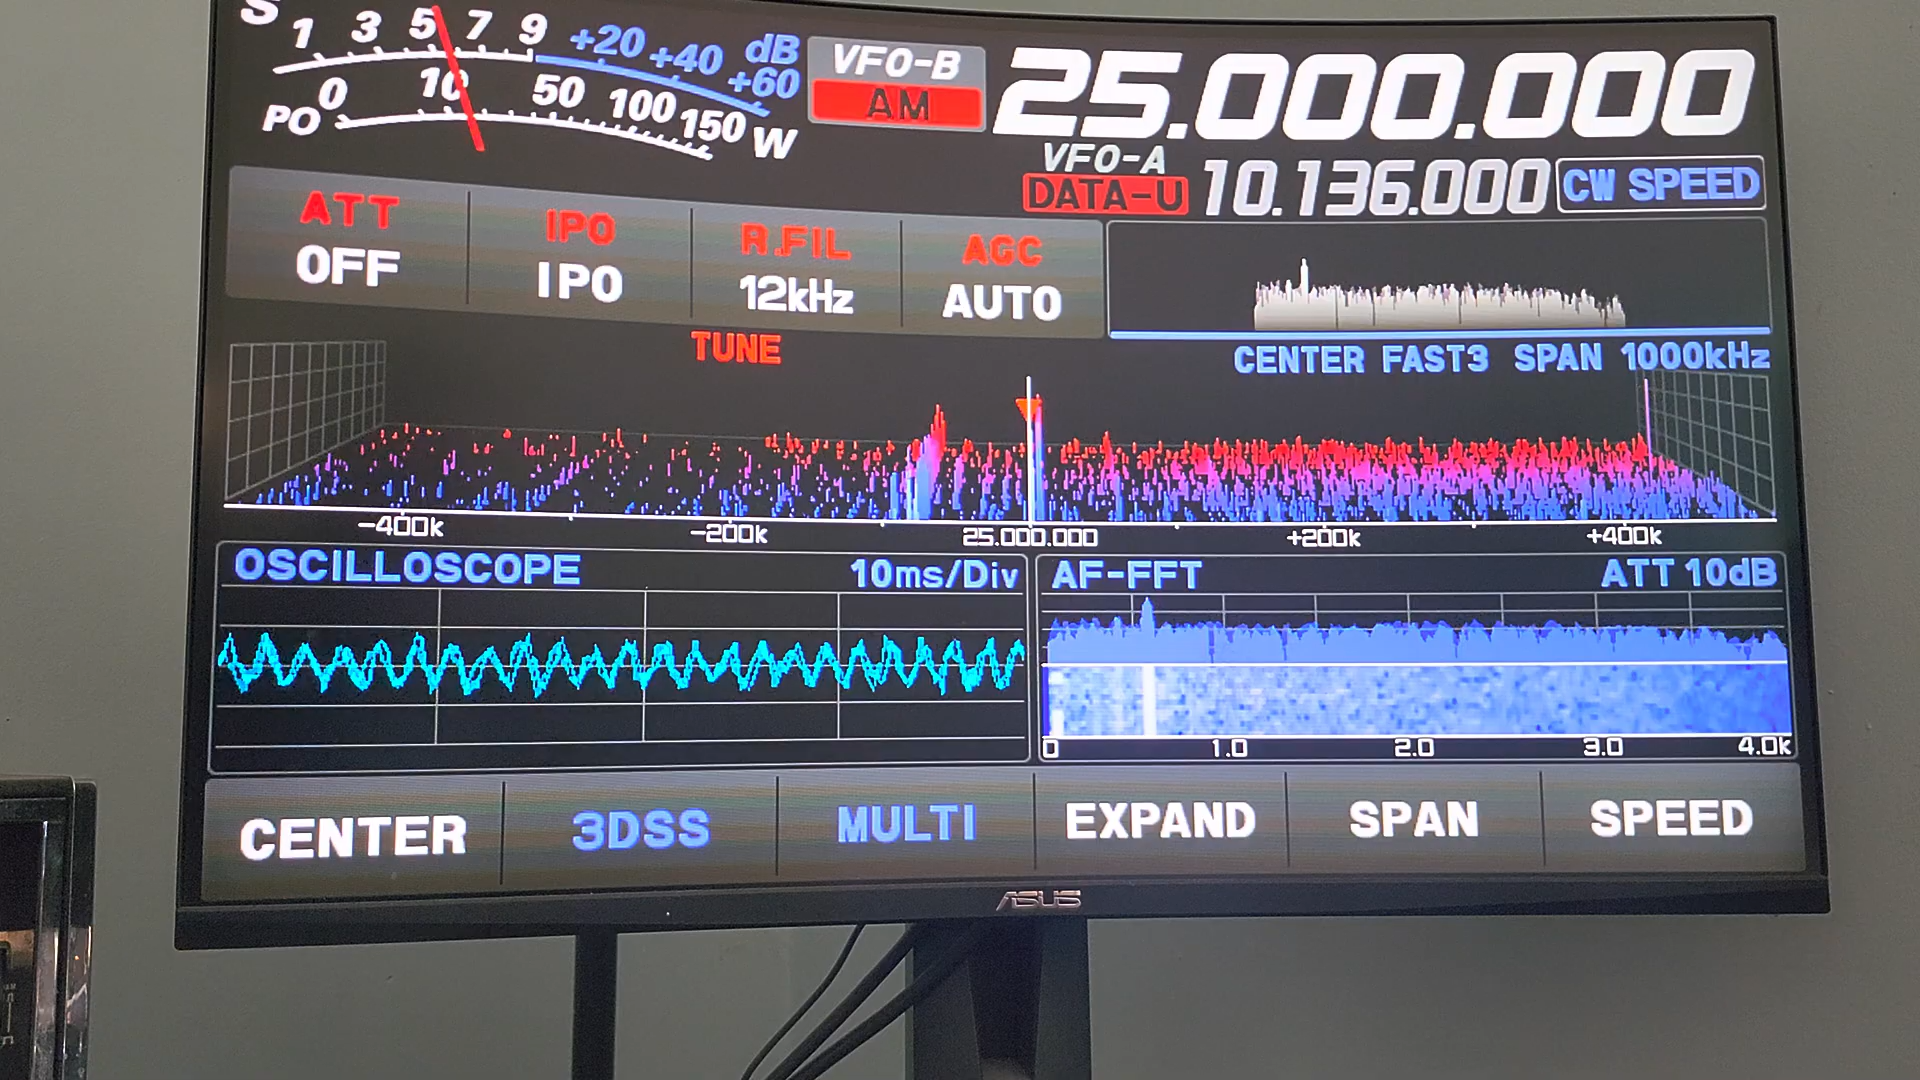 S 1 3 5 7 9 +20 +40 +60 dB
PO 0 10 50 100 150 W
VFO-B
AM
25.000.000
VFO-A
DATA-U
10.136.000
CW SPEED
ATT
OFF
IPO
IPO
R.FIL
12kHz
AGC
AUTO
TUNE
CENTER FAST3 SPAN 1000kHz
-400k -200k 25.000.000 +200k +400k
OSCILLOSCOPE 10ms/Div
AF-FFT ATT 10dB
0 1.0 2.0 3.0 4.0k
CENTER 3DSS MULTI EXPAND SPAN SPEED
ASUS